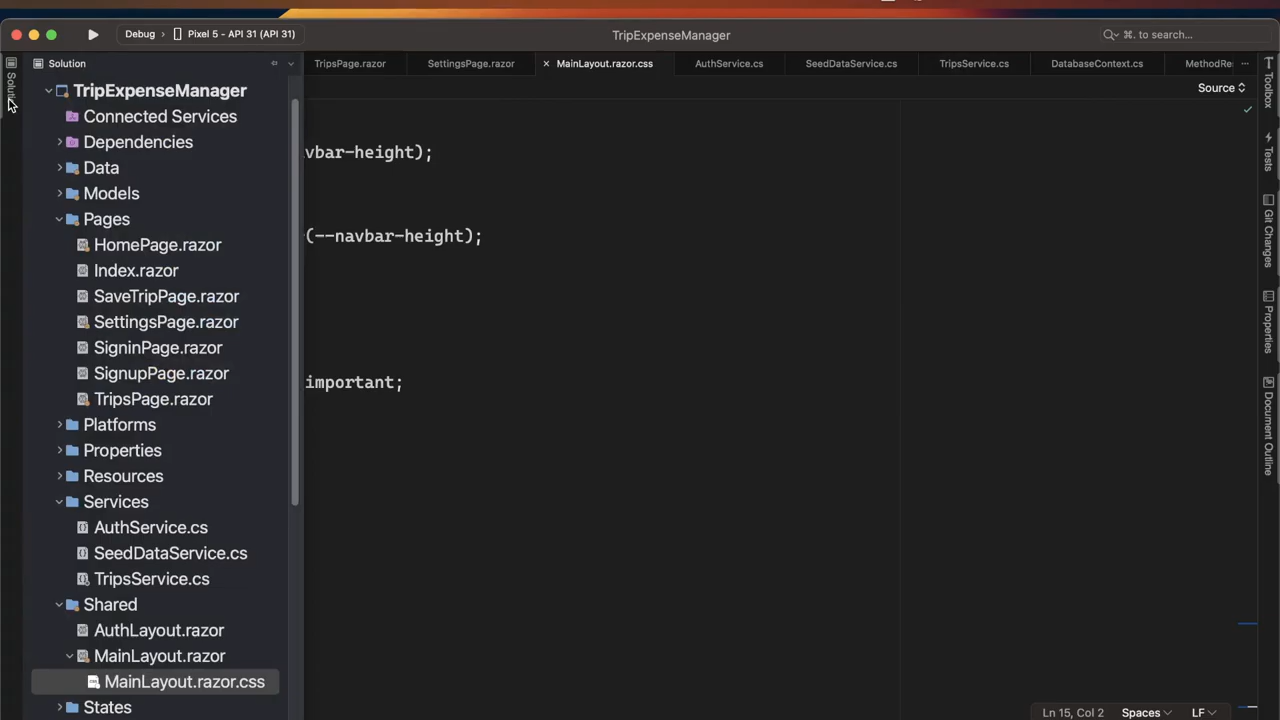 Debug > Pixel 5 - API 31 (API 31)
TripExpenseManager
⌘. to search...
Solution
TripsPage.razor
SettingsPage.razor
× MainLayout.razor.css
AuthService.cs
SeedDataService.cs
TripsService.cs
DatabaseContext.cs
MethodRe
Source
TripExpenseManager
Connected Services
Dependencies
Data
Models
Pages
HomePage.razor
Index.razor
SaveTripPage.razor
SettingsPage.razor
SigninPage.razor
SignupPage.razor
TripsPage.razor
Platforms
Properties
Resources
Services
AuthService.cs
SeedDataService.cs
TripsService.cs
Shared
AuthLayout.razor
MainLayout.razor
MainLayout.razor.css
States
vbar-height);
(--navbar-height);
important;
Toolbox
Tests
Git Changes
Properties
Document Outline
Ln 15, Col 2 Spaces LF